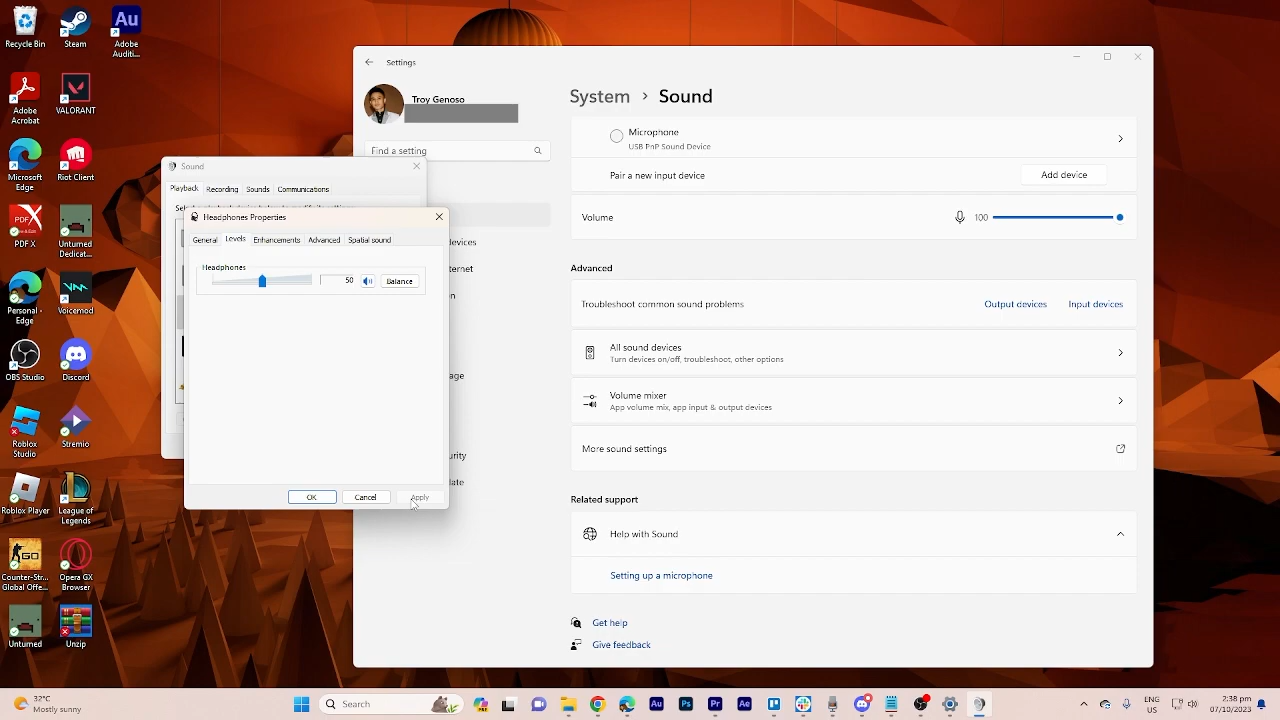 Recycle Bin
Steam
Adobe
Auditi...
Adobe
Acrobat
VALORANT
Microsoft
Edge
Riot Client
PDF X
Unturned
Dedicat...
Personal -
Edge
Voicemod
OBS Studio
Discord
Roblox
Studio
Stremio
Roblox Player
League of
Legends
Counter-Str...
Global Offe...
Opera GX
Browser
Unturned
Unzip
Settings
Troy Genoso
Find a setting
System > Sound
Microphone
USB PnP Sound Device
Pair a new input device
Add device
Volume
100
Advanced
Troubleshoot common sound problems
Output devices
Input devices
All sound devices
Turn devices on/off, troubleshoot, other options
Volume mixer
App volume mix, app input & output devices
More sound settings
Related support
Help with Sound
Setting up a microphone
Get help
Give feedback
Sound
Playback Recording Sounds Communications
Headphones Properties
General Levels Enhancements Advanced Spatial sound
Headphones
50
Balance
OK Cancel Apply
32°C
Mostly sunny
Search
ENG
US
2:38 PM
07/10/2023